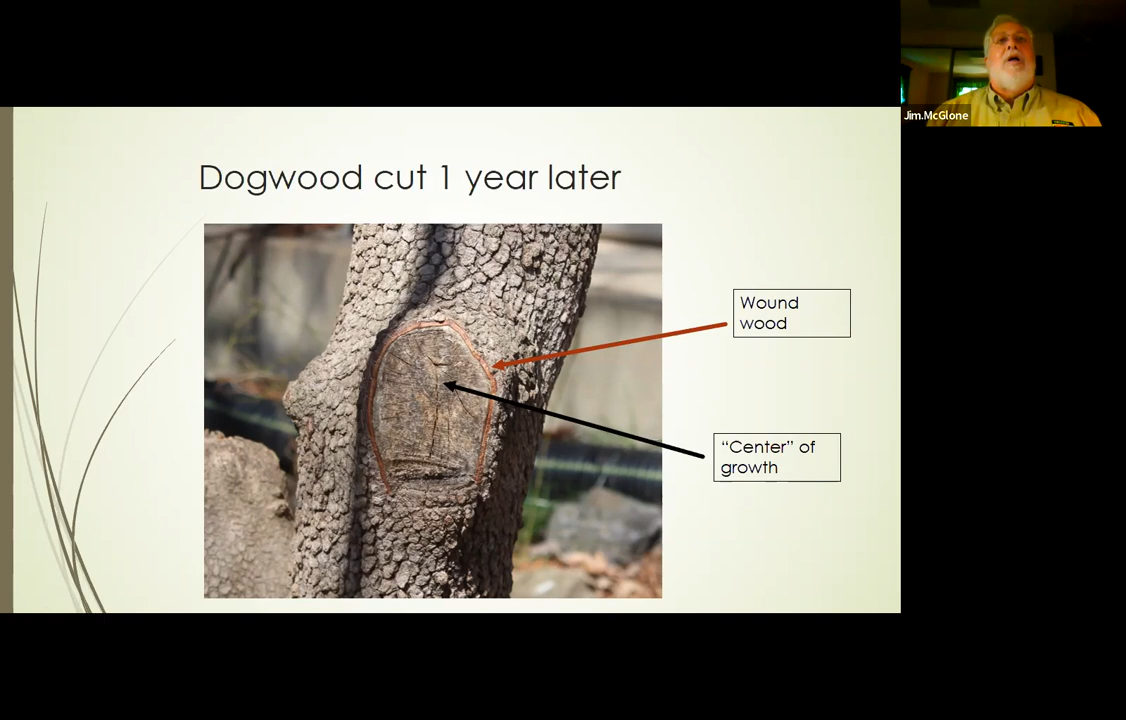 Jim.McGlone
Dogwood cut 1 year later
Wound
wood
“Center” of
growth